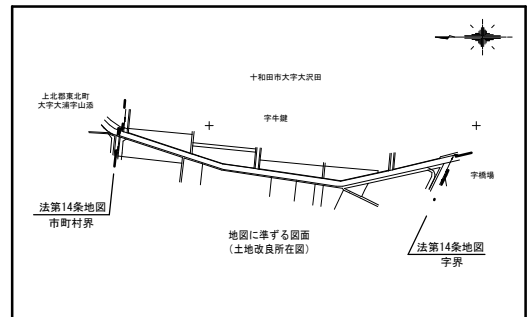 十和田市大字大沢田
上北郡東北町
大字大浦字山添
字牛鍵
字橋場
法第14条地図
市町村界
地図に準ずる図面
（土地改良所在図）
法第14条地図
字界